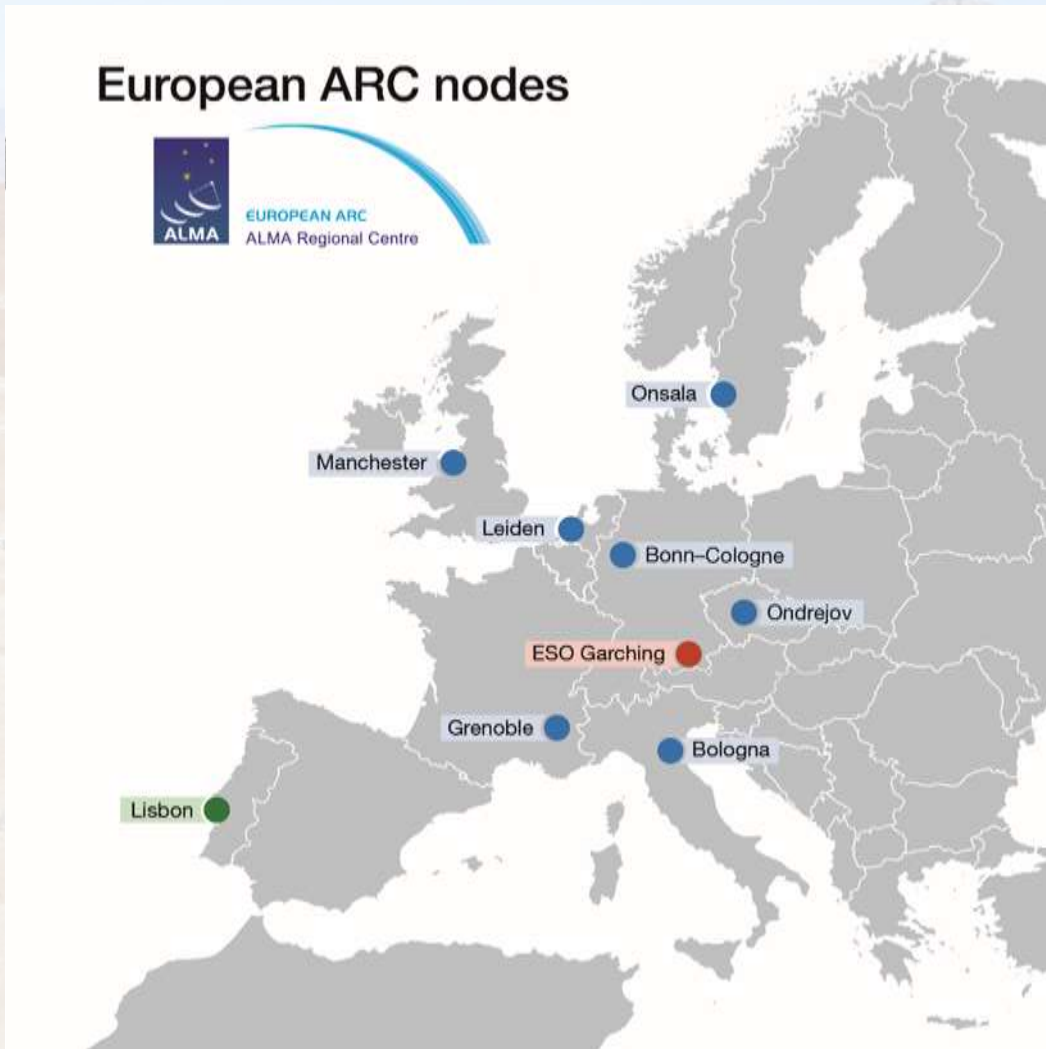 European ARC nodes
ALMA
EUROPEAN ARC
ALMA Regional Centre
Onsala
Manchester
Leiden
Bonn–Cologne
Ondrejov
ESO Garching
Grenoble
Bologna
Lisbon